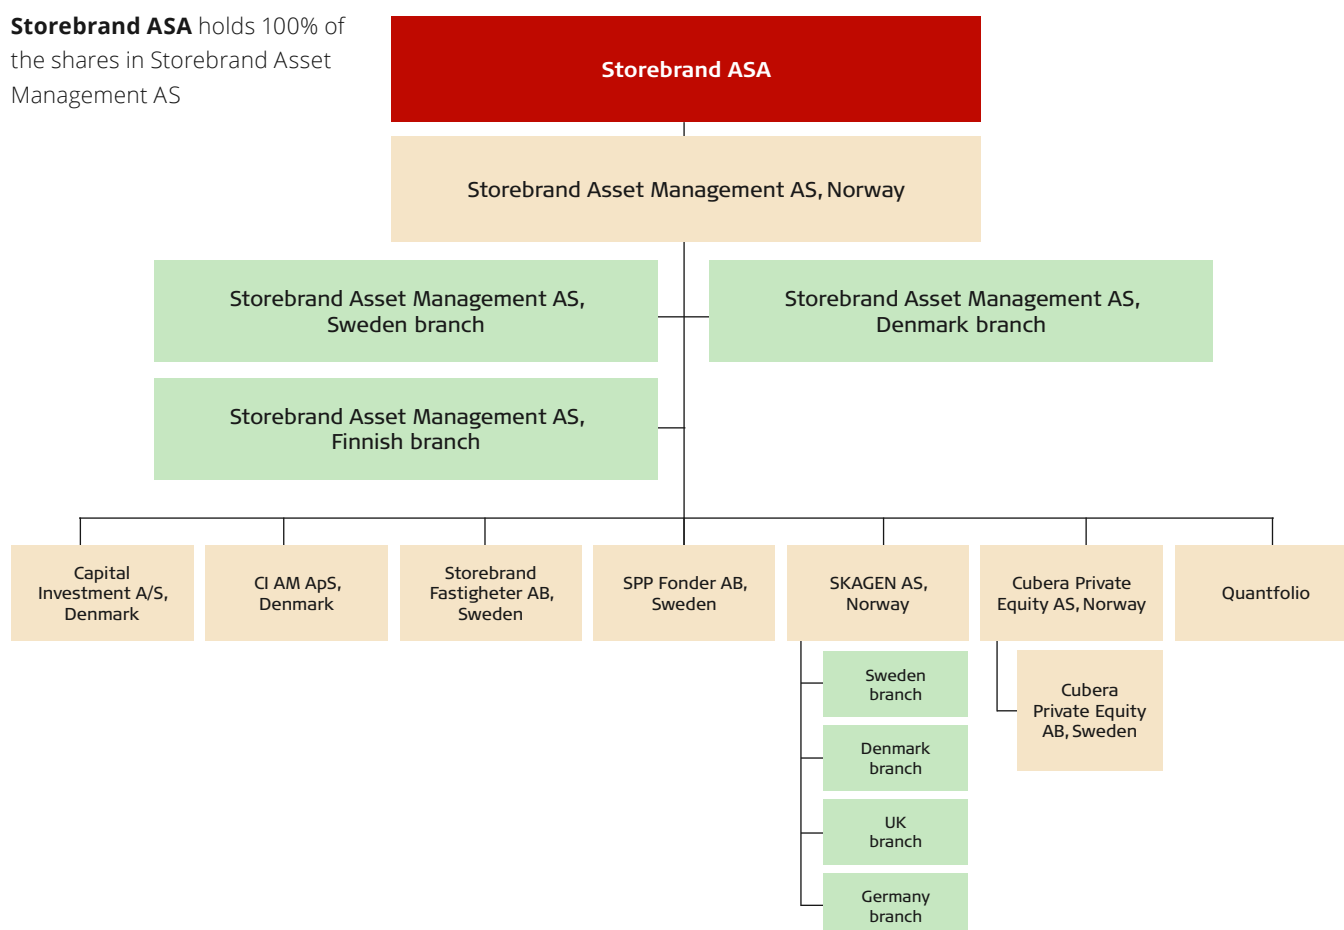 Storebrand ASA holds 100% of
the shares in Storebrand Asset
Management AS
Storebrand ASA
Storebrand Asset Management AS, Norway
Storebrand Asset Management AS,
Sweden branch
Storebrand Asset Management AS,
Denmark branch
Storebrand Asset Management AS,
Finnish branch
Capital
Investment A/S,
Denmark
CI AM ApS,
Denmark
Storebrand
Fastigheter AB,
Sweden
SPP Fonder AB,
Sweden
SKAGEN AS,
Norway
Cubera Private
Equity AS, Norway
Quantfolio
Sweden
branch
Denmark
branch
UK
branch
Germany
branch
Cubera
Private Equity
AB, Sweden